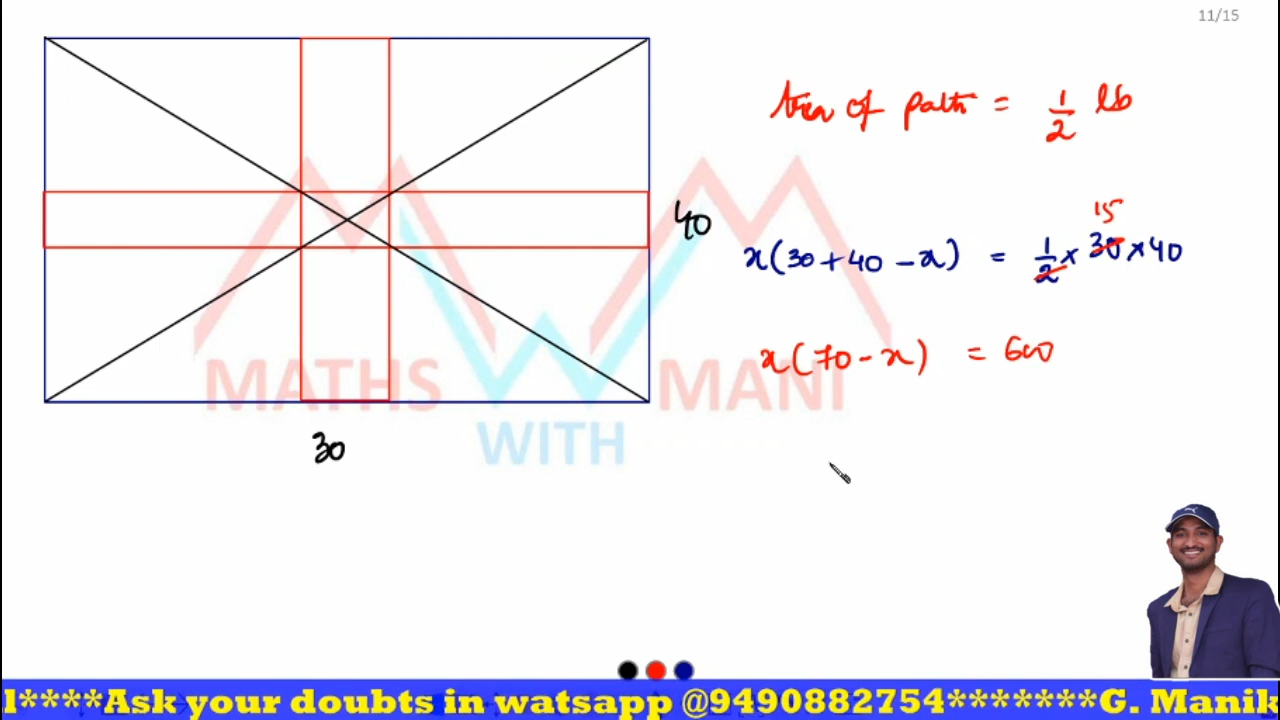 11/15
Area of path = 1/2 lb
40
15
x(30+40-x) = 1/2 × 30 × 40
x(70-x) = 600
MATHS WITH MANI
30
l****Ask your doubts in watsapp @9490882754*******G. Manik